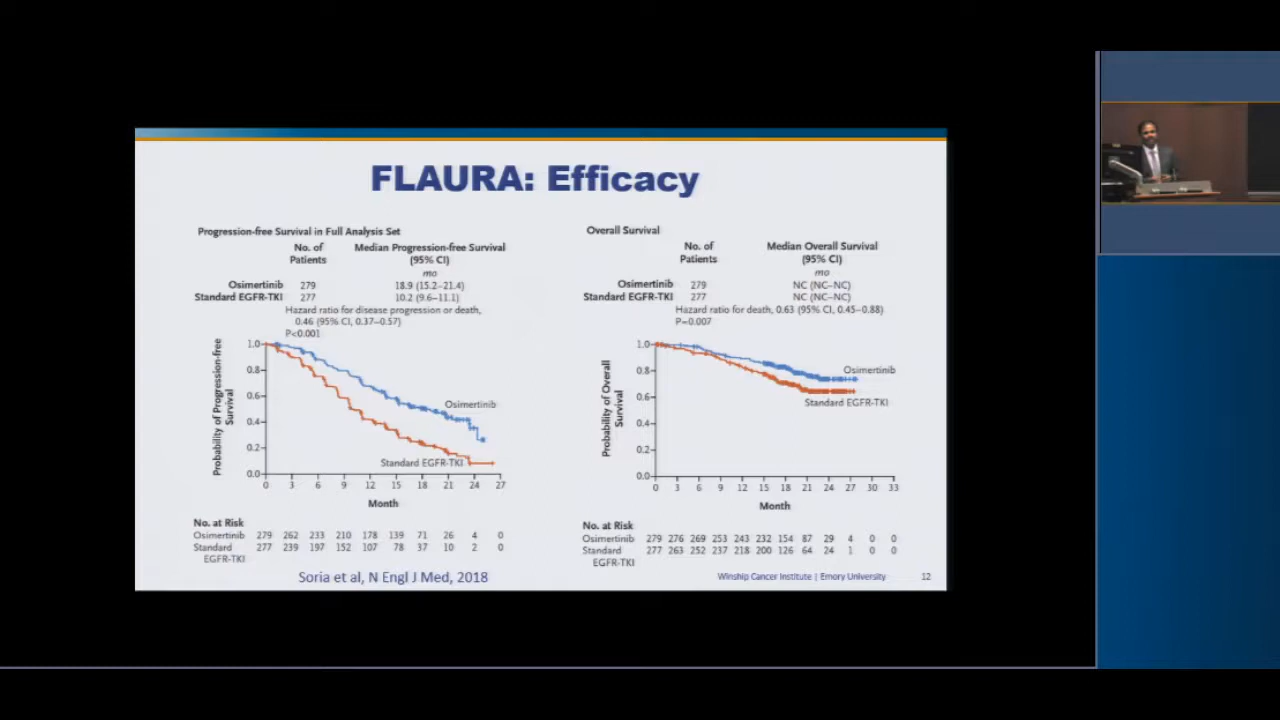 FLAURA: Efficacy
Progression-free Survival in Full Analysis Set
No. of Patients
Median Progression-free Survival (95% CI)
mo
Osimertinib 279 18.9 (15.2–21.4)
Standard EGFR-TKI 277 10.2 (9.6–11.1)
Hazard ratio for disease progression or death,
0.46 (95% CI, 0.37–0.57)
P<0.001
Probability of Progression-free Survival
1.0
0.8
0.6
0.4
0.2
0.0
Osimertinib
Standard EGFR-TKI
0 3 6 9 12 15 18 21 24 27
Month
No. at Risk
Osimertinib 279 262 233 210 178 139 71 26 4 0
Standard 277 239 197 152 107 78 37 10 2 0
EGFR-TKI
Overall Survival
No. of Patients
Median Overall Survival (95% CI)
mo
Osimertinib 279 NC (NC–NC)
Standard EGFR-TKI 277 NC (NC–NC)
Hazard ratio for death, 0.63 (95% CI, 0.45–0.88)
P=0.007
Probability of Overall Survival
1.0
0.8
0.6
0.4
0.2
0.0
Osimertinib
Standard EGFR-TKI
0 3 6 9 12 15 18 21 24 27 30 33
Month
No. at Risk
Osimertinib 279 276 269 253 243 232 154 87 29 4 0 0
Standard 277 263 252 237 218 200 126 64 24 1 0 0
EGFR-TKI
Soria et al, N Engl J Med, 2018
Winship Cancer Institute | Emory University 12